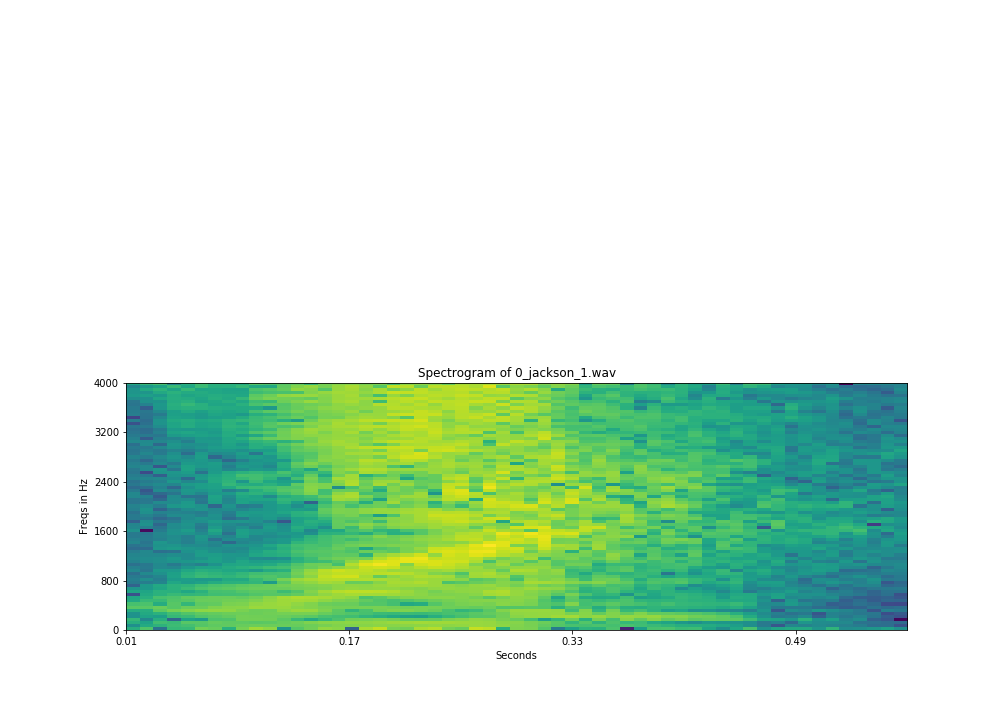 Spectrogram of 0_jackson_1.wav
4000
3200
2400
1600
800
0
Freqs in Hz
0.01 0.17 0.33 0.49
Seconds